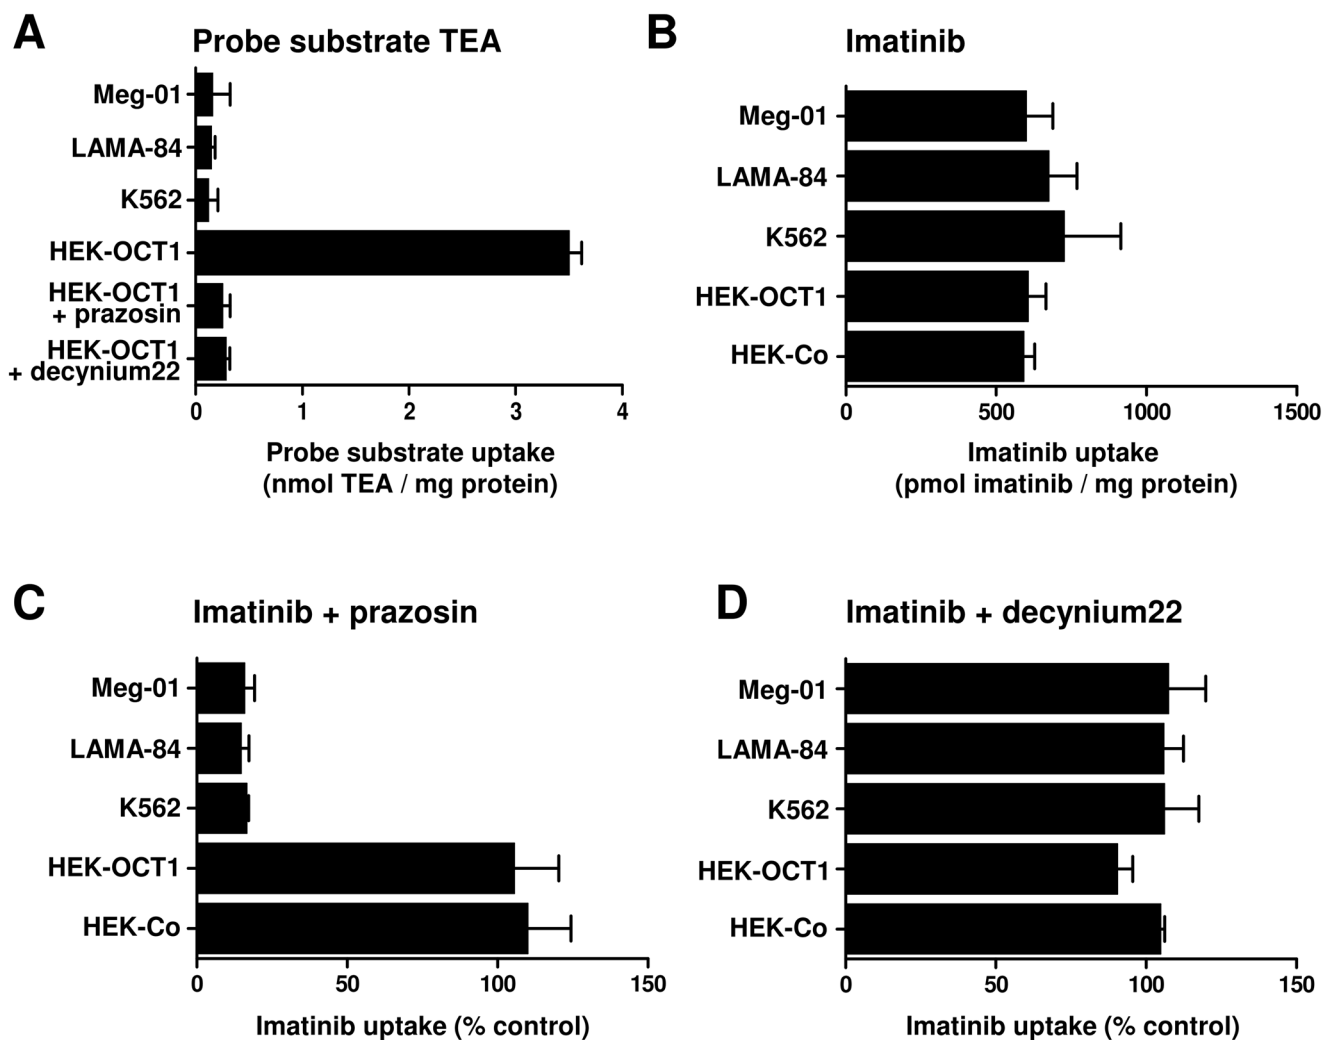 A
Probe substrate TEA
Meg-01
LAMA-84
K562
HEK-OCT1
HEK-OCT1
+ prazosin
HEK-OCT1
+ decynium22
0 1 2 3 4
Probe substrate uptake
(nmol TEA / mg protein)
B
Imatinib
Meg-01
LAMA-84
K562
HEK-OCT1
HEK-Co
0 500 1000 1500
Imatinib uptake
(pmol imatinib / mg protein)
C
Imatinib + prazosin
Meg-01
LAMA-84
K562
HEK-OCT1
HEK-Co
0 50 100 150
Imatinib uptake (% control)
D
Imatinib + decynium22
Meg-01
LAMA-84
K562
HEK-OCT1
HEK-Co
0 50 100 150
Imatinib uptake (% control)